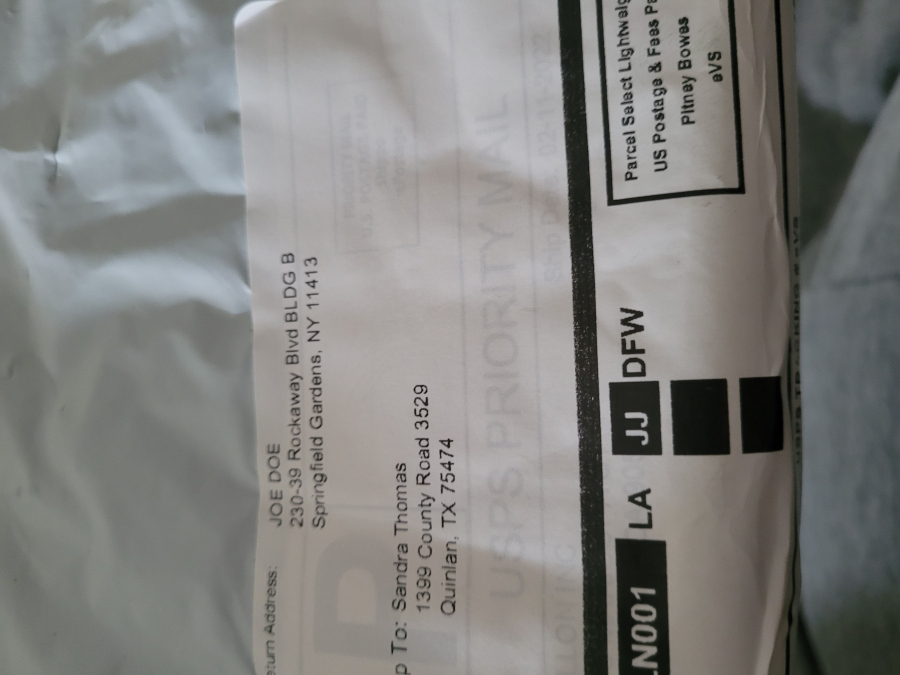 eturn Address:
JOE DOE
230-39 Rockaway Blvd BLDG B
Springfield Gardens, NY 11413
p To: Sandra Thomas
1399 County Road 3529
Quinlan, TX 75474
USPS PRIORITY MAIL
Parcel Select Lightweig
US Postage & Fees Pa
Pitney Bowes
eVS
LN001 LA JJ DFW